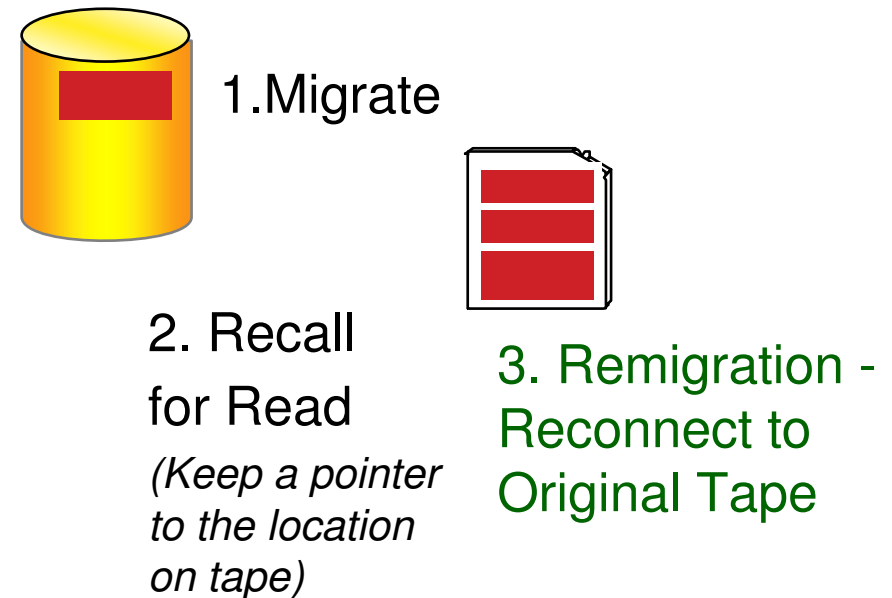 1.Migrate
2. Recall
for Read
(Keep a pointer
to the location
on tape)
3. Remigration -
Reconnect to
Original Tape